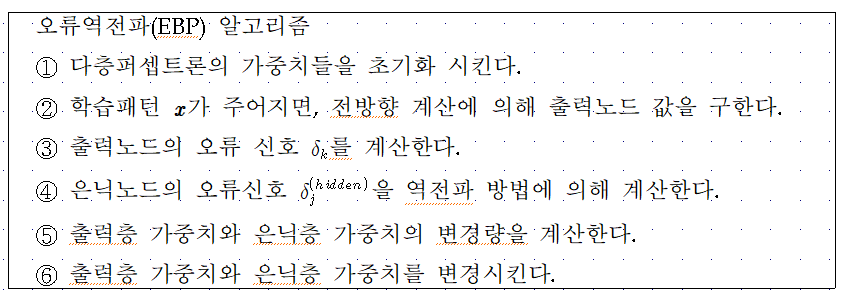 오류역전파(EBP) 알고리즘
① 다층퍼셉트론의 가중치들을 초기화 시킨다.
② 학습패턴 x가 주어지면, 전방향 계산에 의해 출력노드 값을 구한다.
③ 출력노드의 오류 신호 δₖ를 계산한다.
④ 은닉노드의 오류신호 δⱼ⁽ʰⁱᵈᵈᵉⁿ⁾을 역전파 방법에 의해 계산한다.
⑤ 출력층 가중치와 은닉층 가중치의 변경량을 계산한다.
⑥ 출력층 가중치와 은닉층 가중치를 변경시킨다.